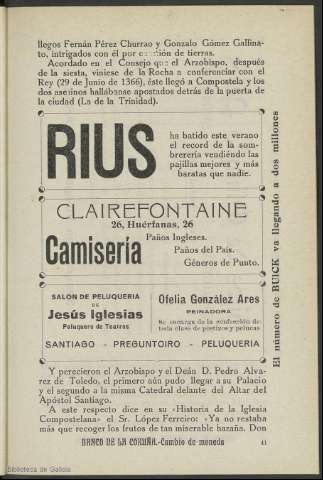 llegos Fernán Pérez Churrao y Gonzalo Gómez Gallina-
to, intrigados con él por cuestión de tierras.
Acordado en el Consejo que el Arzobispo, después
de la siesta, viniese de la Rocha a conferenciar con el
Rey (29 de Junio de 1366), éste llegó a Compostela y los
dos asesinos hallábanse apostados detrás de la puerta de
la ciudad (La de la Trinidad).
RIUS
ha batido este verano
el record de la som-
brerería vendiendo las
pajillas mejores y más
baratas que nadie.
CLAIREFONTAINE
26, Huérfanas, 26
Camisería
Paños Ingleses.
Paños del País.
Géneros de Punto.
SALON DE PELUQUERIA
DE
Jesús Iglesias
Peluquero de Teatros
Ofelia González Ares
PEINADORA
Se encarga de la confección de
toda clase de postizos y pelucas
SANTIAGO - PREGUNTOIRO - PELUQUERIA
El número de BUICK va llegando a dos millones
Y perecieron el Arzobispo y el Deán D. Pedro Alva-
rez de Toledo, el primero aún pudo llegar a su Palacio
y el segundo a la misma Catedral delante del Altar del
Apóstol Santiago.
A este respecto dice en su «Historia de la Iglesia
Compostelana» el Sr. López Ferreiro: «Ya no restaba
más que recoger los frutos de tan miserable hazaña. Don
BANCO DE LA CORUÑA.-Cambio de moneda
Biblioteca de Galicia